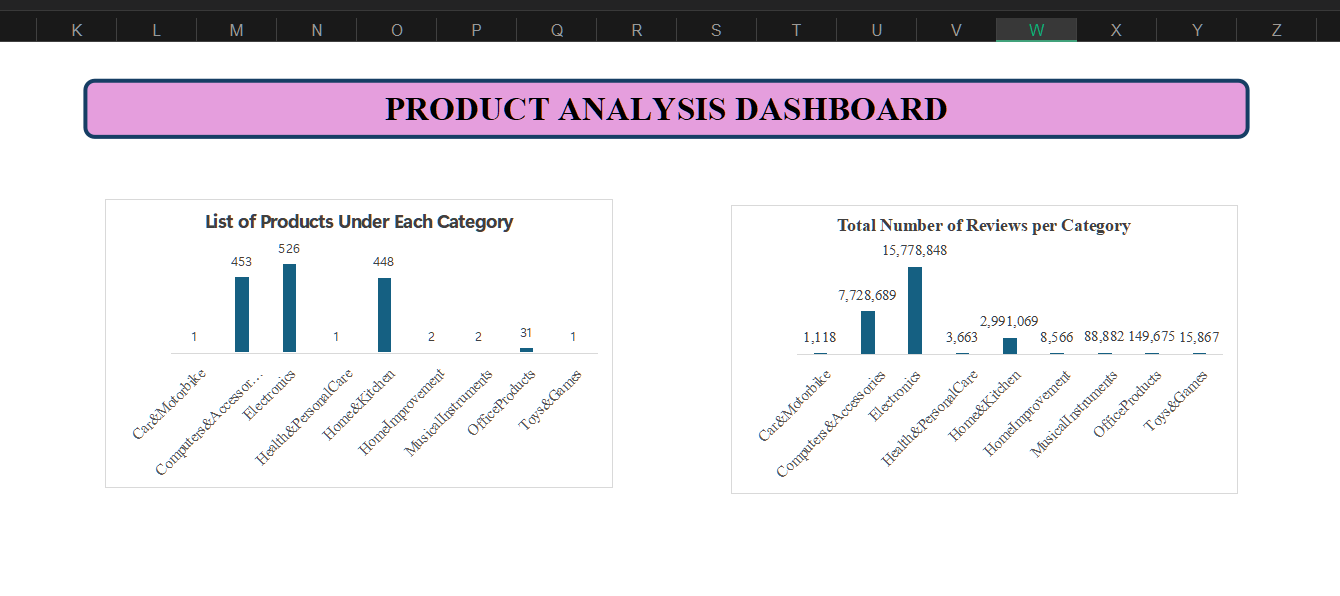 K L M N O P Q R S T U V W X Y Z
PRODUCT ANALYSIS DASHBOARD
List of Products Under Each Category
526
453
448
1
1
2
2
31
1
Car&Motorbike
Computers&Accessor...
Electronics
Health&PersonalCare
Home&Kitchen
HomeImprovement
MusicalInstruments
OfficeProducts
Toys&Games
Total Number of Reviews per Category
15,778,848
7,728,689
2,991,069
1,118
3,663
8,566
88,882
149,675
15,867
Car&Motorbike
Computers&Accessories
Electronics
Health&PersonalCare
Home&Kitchen
HomeImprovement
MusicalInstruments
OfficeProducts
Toys&Games